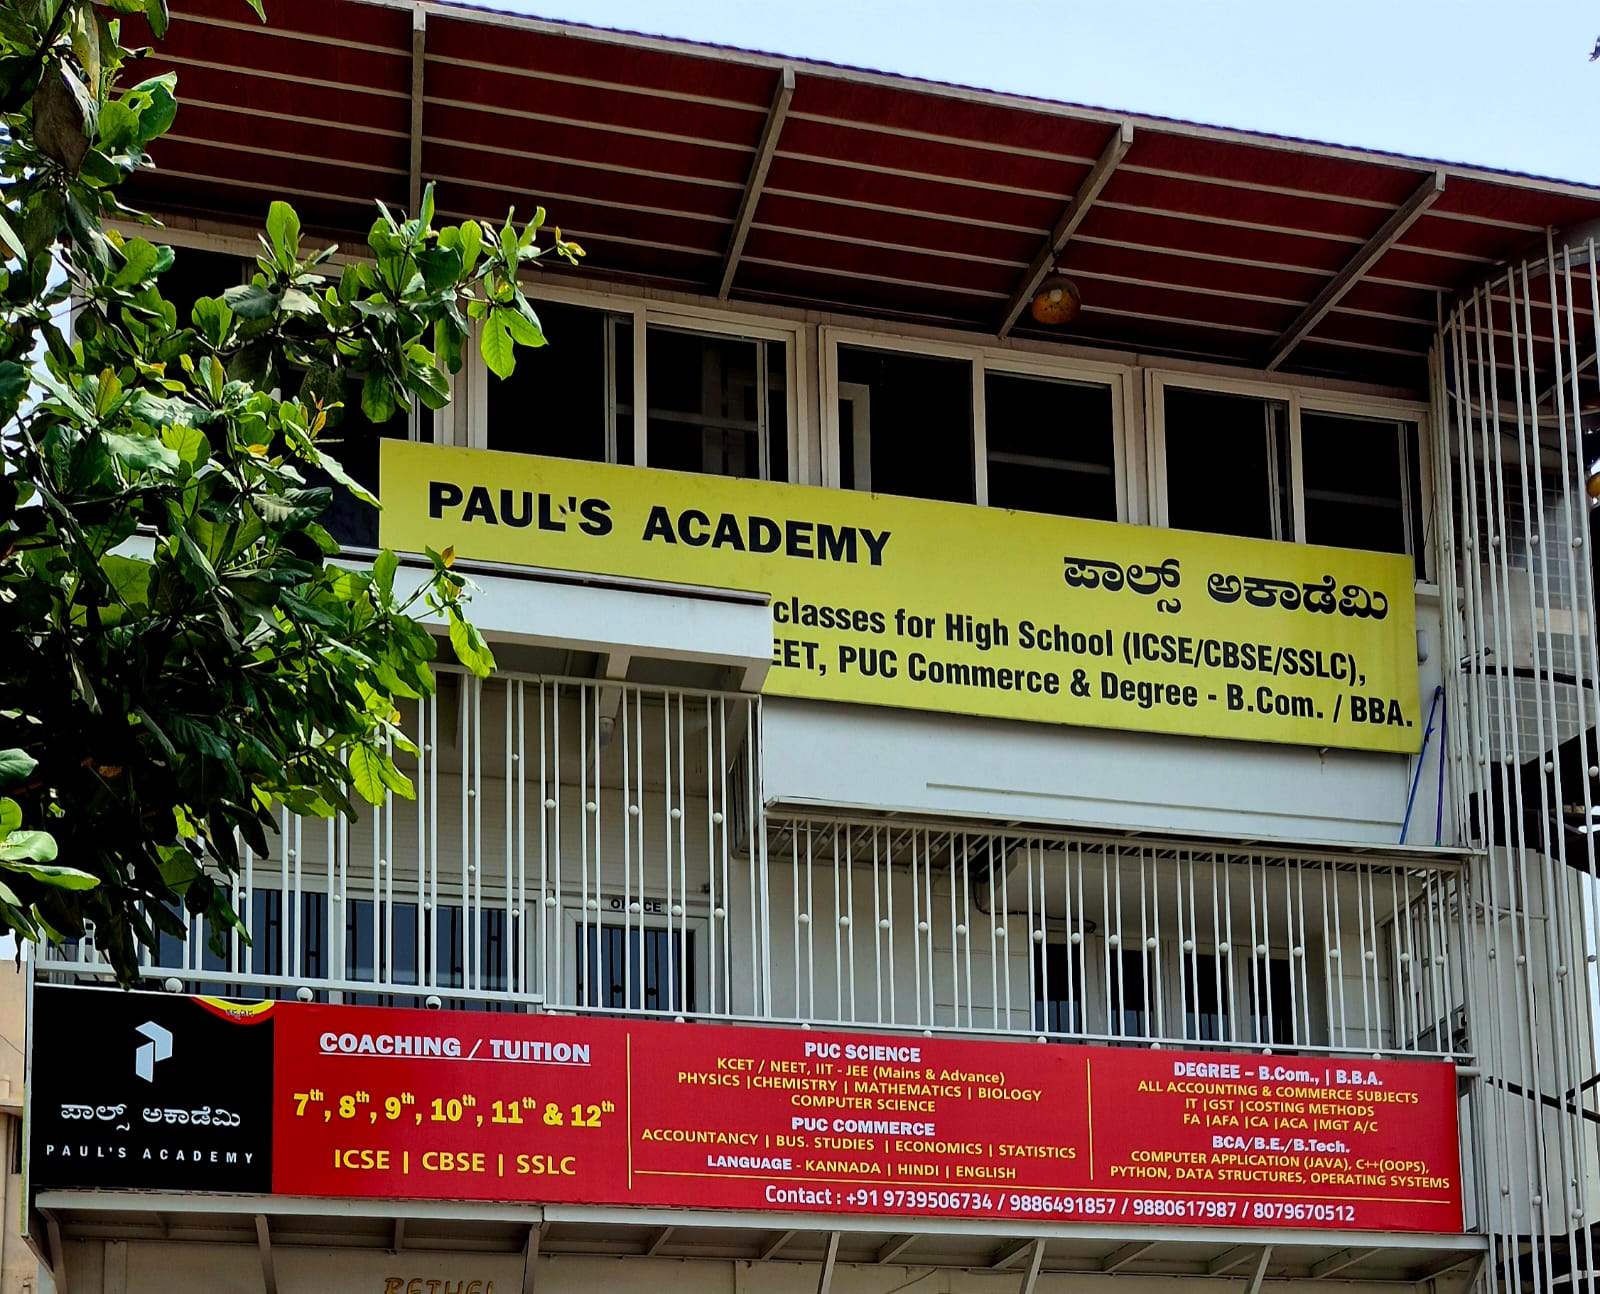 PAUL'S ACADEMY
ಪಾಲ್ಸ್ ಅಕಾಡೆಮಿ
classes for High School (ICSE/CBSE/SSLC),
PUC Commerce & Degree - B.Com. / BBA.
OFFICE
ಪಾಲ್ಸ್ ಅಕಾಡೆಮಿ
PAUL'S ACADEMY
COACHING / TUITION
7th, 8th, 9th, 10th, 11th & 12th
ICSE | CBSE | SSLC
PUC SCIENCE
KCET / NEET, IIT - JEE (Mains & Advance)
PHYSICS |CHEMISTRY | MATHEMATICS | BIOLOGY
COMPUTER SCIENCE
PUC COMMERCE
ACCOUNTANCY | BUS. STUDIES | ECONOMICS | STATISTICS
LANGUAGE - KANNADA | HINDI | ENGLISH
DEGREE – B.Com., | B.B.A.
ALL ACCOUNTING & COMMERCE SUBJECTS
IT |GST |COSTING METHODS
FA |AFA |CA |ACA |MGT A/C
BCA/B.E./B.Tech.
COMPUTER APPLICATION (JAVA), C++(OOPS),
PYTHON, DATA STRUCTURES, OPERATING SYSTEMS
Contact : +91 9739506734 / 9886491857 / 9880617987 / 8079670512
BETHEL